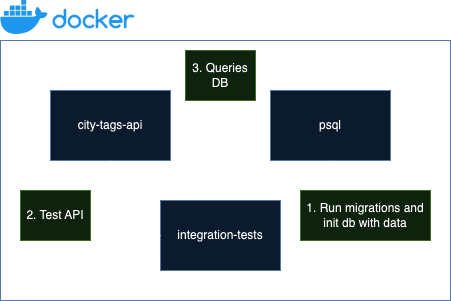 docker
3. Queries
DB
city-tags-api
psql
2. Test API
integration-tests
1. Run migrations and
init db with data